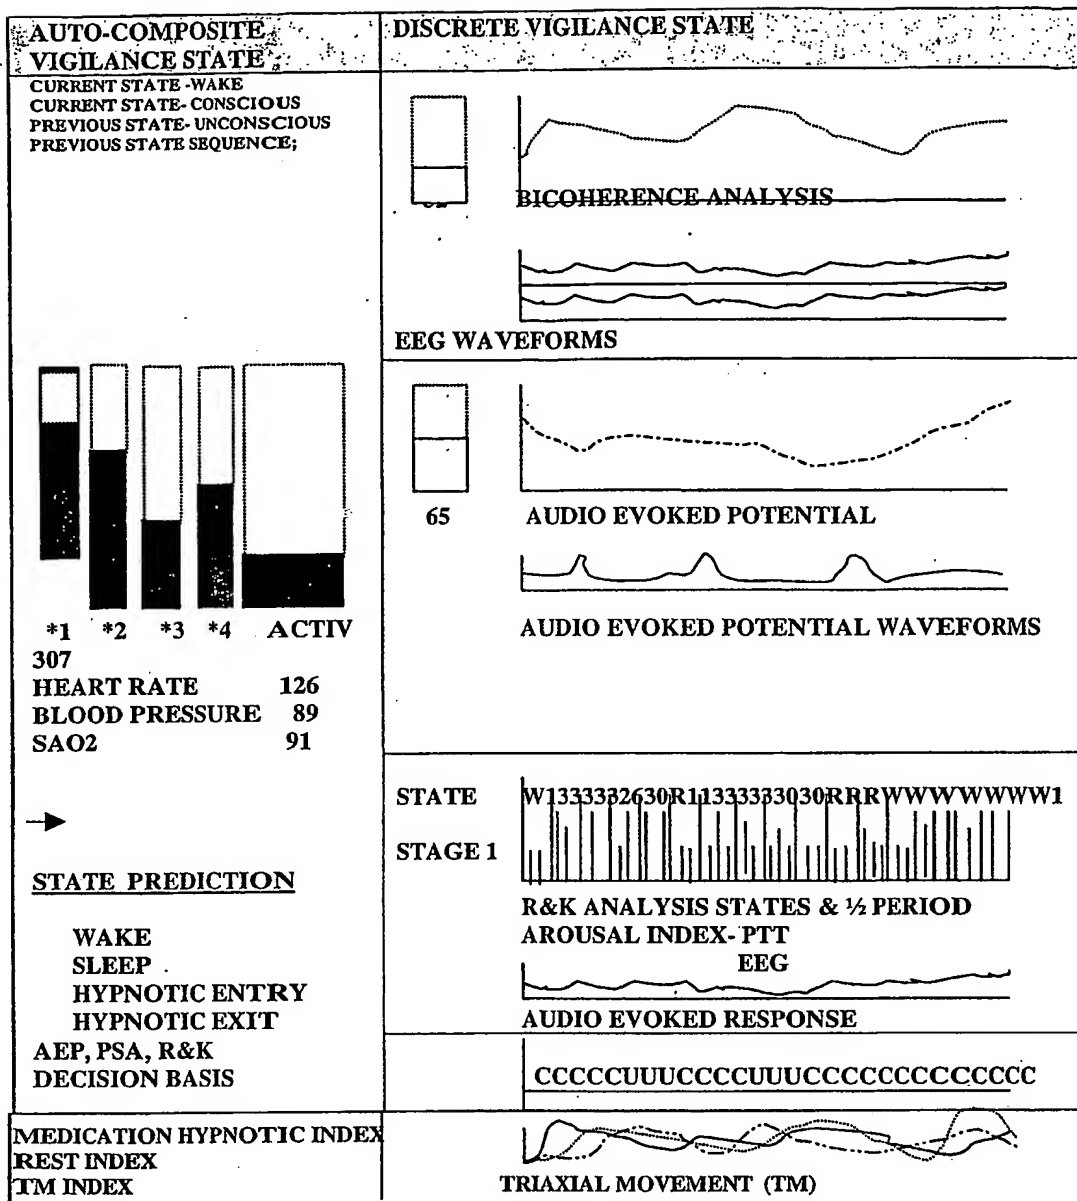 AUTO-COMPOSITE
VIGILANCE STATE
CURRENT STATE -WAKE
CURRENT STATE- CONSCIOUS
PREVIOUS STATE- UNCONSCIOUS
PREVIOUS STATE SEQUENCE;
*1 *2 *3 *4 ACTIV
307
HEART RATE 126
BLOOD PRESSURE 89
SAO2 91
STATE PREDICTION
WAKE
SLEEP
HYPNOTIC ENTRY
HYPNOTIC EXIT
AEP, PSA, R&K
DECISION BASIS
MEDICATION HYPNOTIC INDEX
REST INDEX
TM INDEX
DISCRETE VIGILANCE STATE
BICOHERENCE ANALYSIS
EEG WAVEFORMS
65 AUDIO EVOKED POTENTIAL
AUDIO EVOKED POTENTIAL WAVEFORMS
STATE W1333332630R11333333030RRRWWWWWWWW1
STAGE 1
R&K ANALYSIS STATES & ½ PERIOD
AROUSAL INDEX- PTT
EEG
AUDIO EVOKED RESPONSE
CCCCCUUUCCCCUUUCCCCCCCCCCCCCC
TRIAXIAL MOVEMENT (TM)